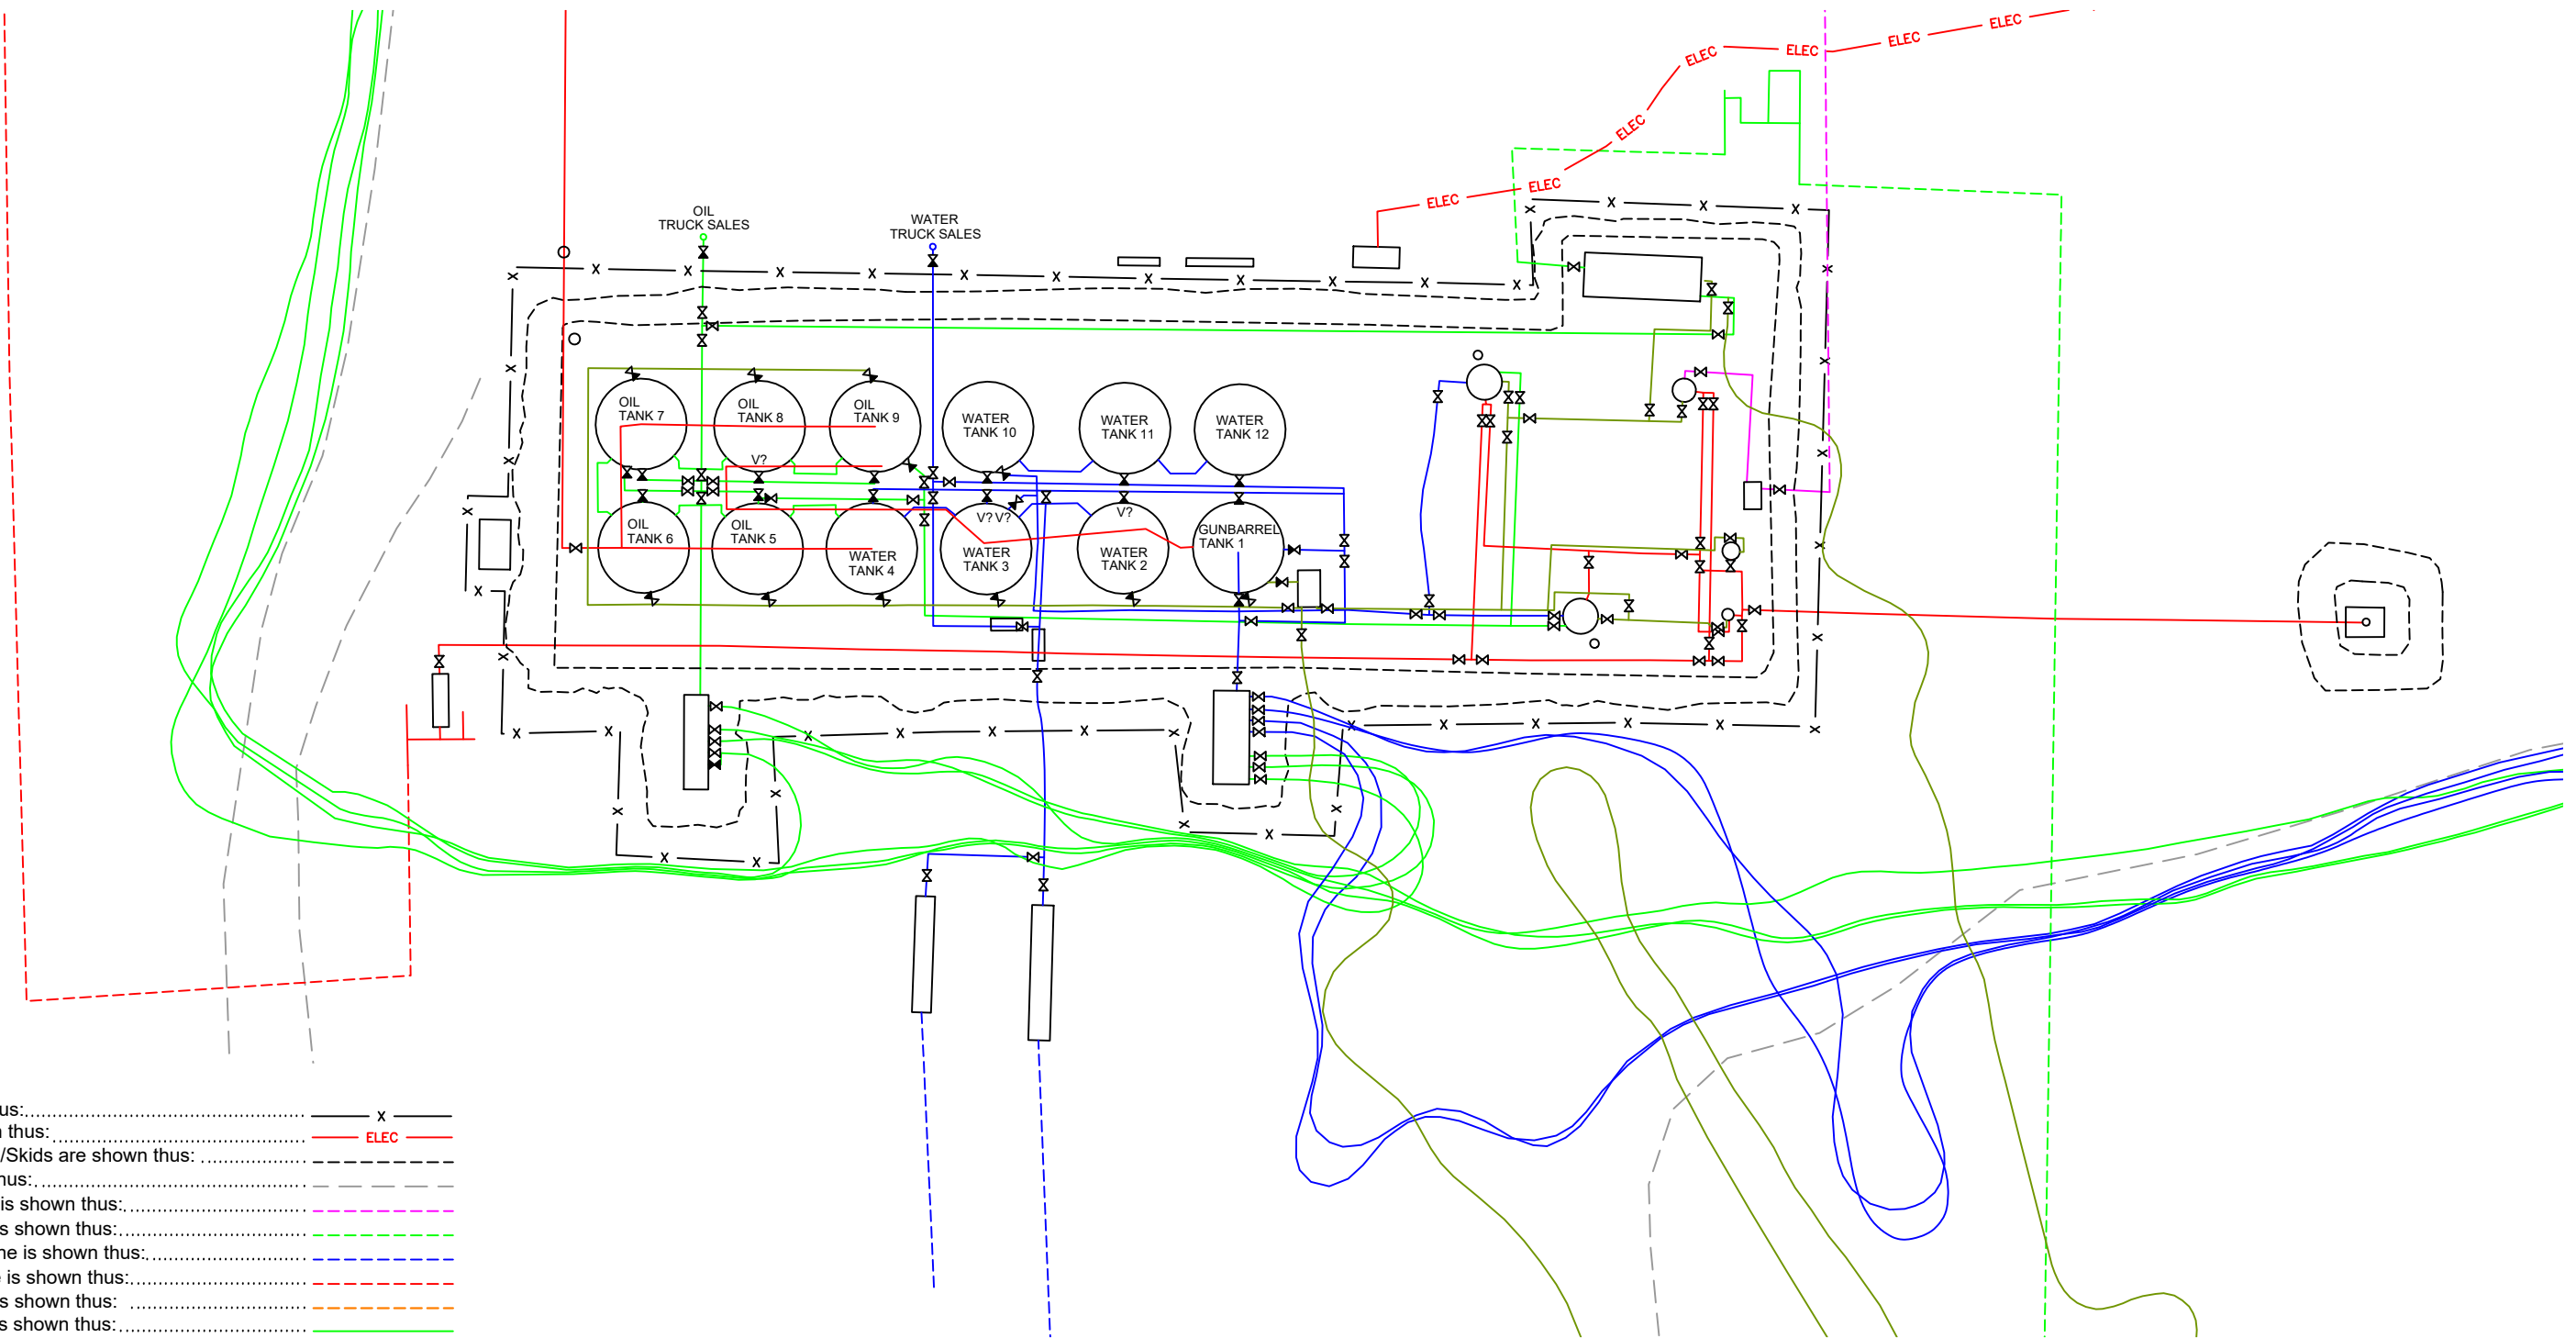 ELEC
ELEC
ELEC
ELEC
ELEC
ELEC
ELEC
OIL
TRUCK SALES
WATER
TRUCK SALES
OIL
TANK 7
OIL
TANK 8
OIL
TANK 9
WATER
TANK 10
WATER
TANK 11
WATER
TANK 12
V?
OIL
TANK 6
OIL
TANK 5
WATER
TANK 4
V? V?
WATER
TANK 3
V?
WATER
TANK 2
GUNBARREL
TANK 1
us: X
thus: ELEC
/Skids are shown thus:
hus:
is shown thus:
s shown thus:
ne is shown thus:
e is shown thus:
s shown thus:
s shown thus: